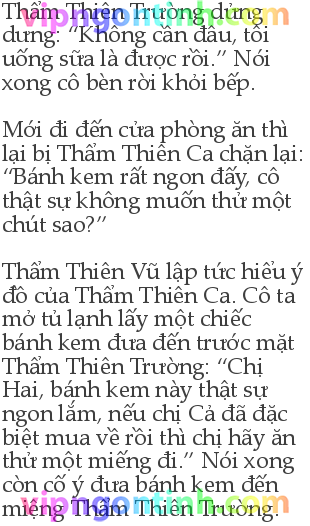 Thẩm Thiên Trường dửng
vipngontinh.com
dưng: “Không cần đâu, tôi
uống sữa là được rồi.” Nói
xong cô bèn rời khỏi bếp.
Mới đi đến cửa phòng ăn thì
lại bị Thẩm Thiên Ca chặn lại:
“Bánh kem rất ngon đấy, cô
thật sự không muốn thử một
chút sao?”
Thẩm Thiên Vũ lập tức hiểu ý
đồ của Thẩm Thiên Ca. Cô ta
mở tủ lạnh lấy một chiếc
bánh kem đưa đến trước mặt
Thẩm Thiên Trường: “Chị
Hai, bánh kem này thật sự
ngon lắm, nếu chị Cả đã đặc
biệt mua về rồi thì chị hãy ăn
thử một miếng đi.” Nói xong
còn cố ý đưa bánh kem đến
vipngontinh.com
miệng Thẩm Thiên Trường.